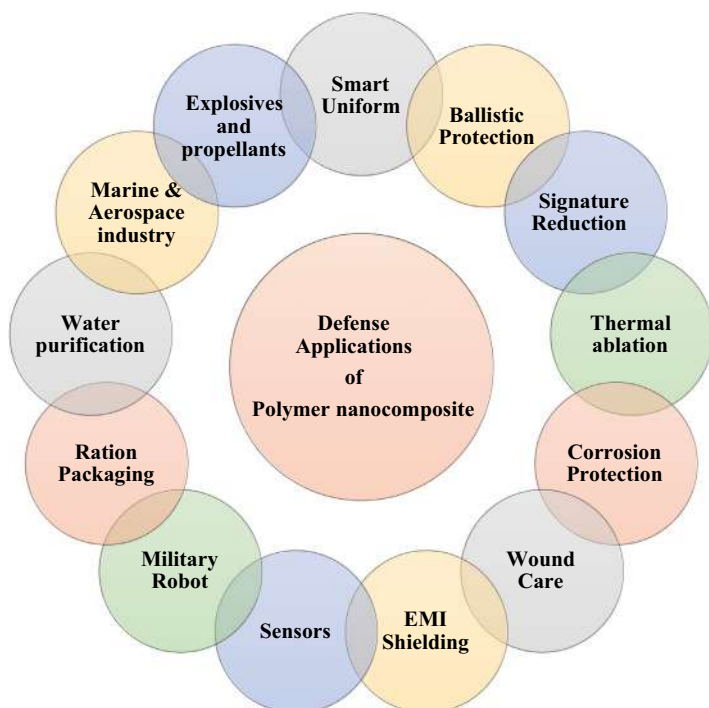 Smart
Uniform
Ballistic
Protection
Signature
Reduction
Thermal
ablation
Corrosion
Protection
Wound
Care
EMI
Shielding
Sensors
Military
Robot
Ration
Packaging
Water
purification
Marine &
Aerospace
industry
Explosives
and
propellants
Defense
Applications
of
Polymer nanocomposite